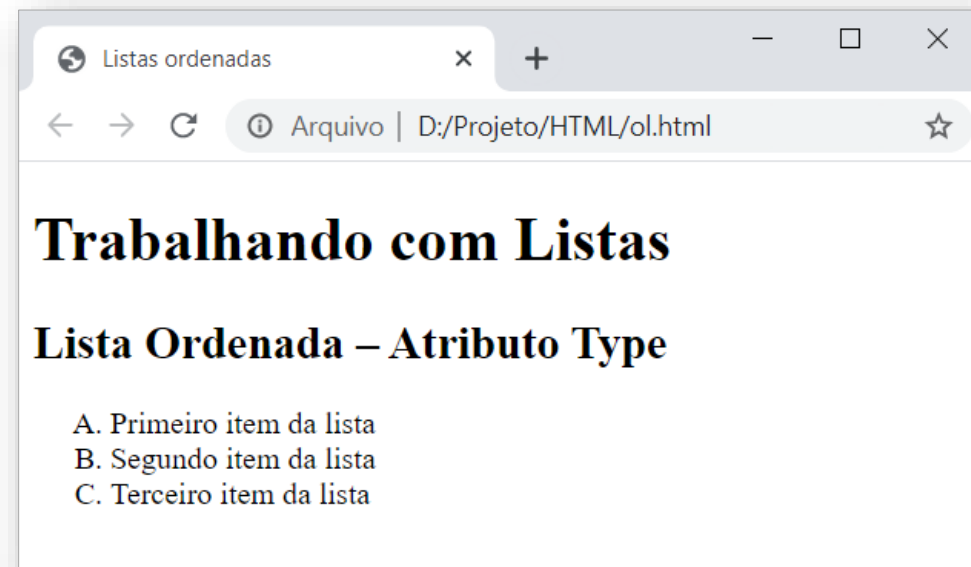 Listas ordenadas
Arquivo | D:/Projeto/HTML/ol.html
Trabalhando com Listas
Lista Ordenada – Atributo Type
A. Primeiro item da lista
B. Segundo item da lista
C. Terceiro item da lista